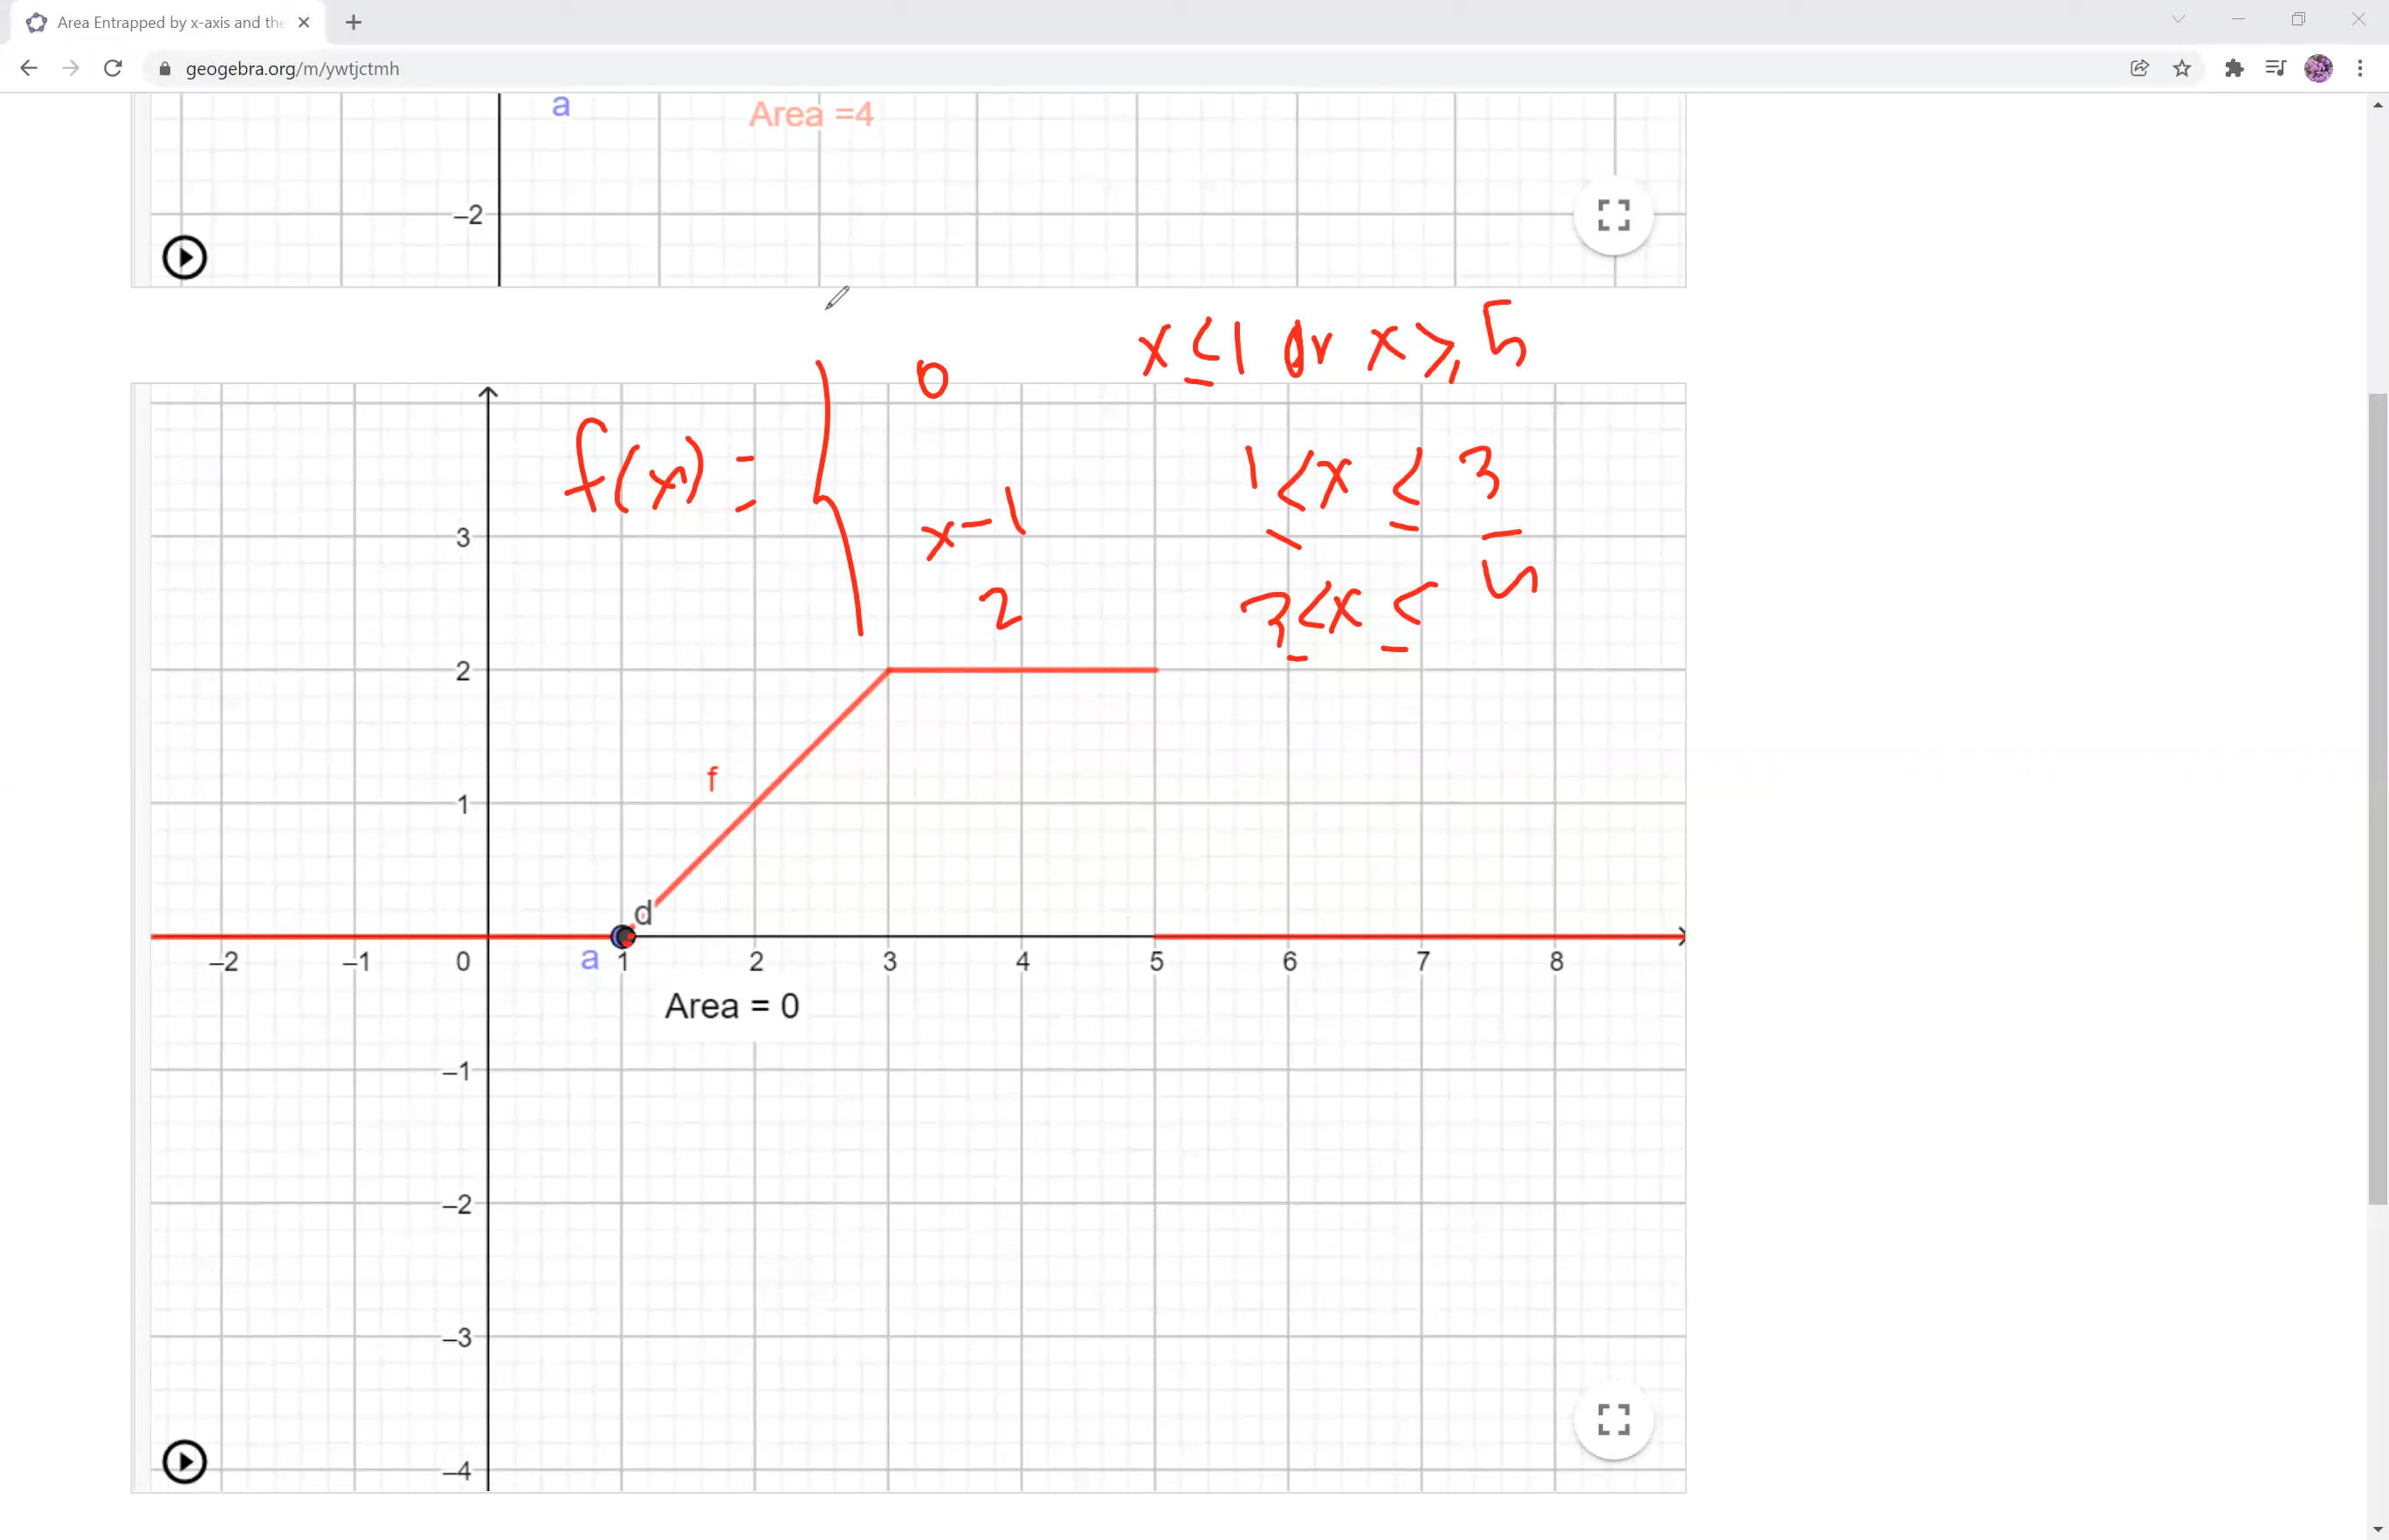 Area Entrapped by x-axis and the
geogebra.org/m/ywtjctmh
a
Area =4
–2
x ≤ 1 or x ≥ 5
0
f(x) =
1 < x ≤ 3
x - 1
3
3 < x ≤ 5
2
2
f
1
d
–2 –1 0 a 1 2 3 4 5 6 7 8
Area = 0
–1
–2
–3
–4